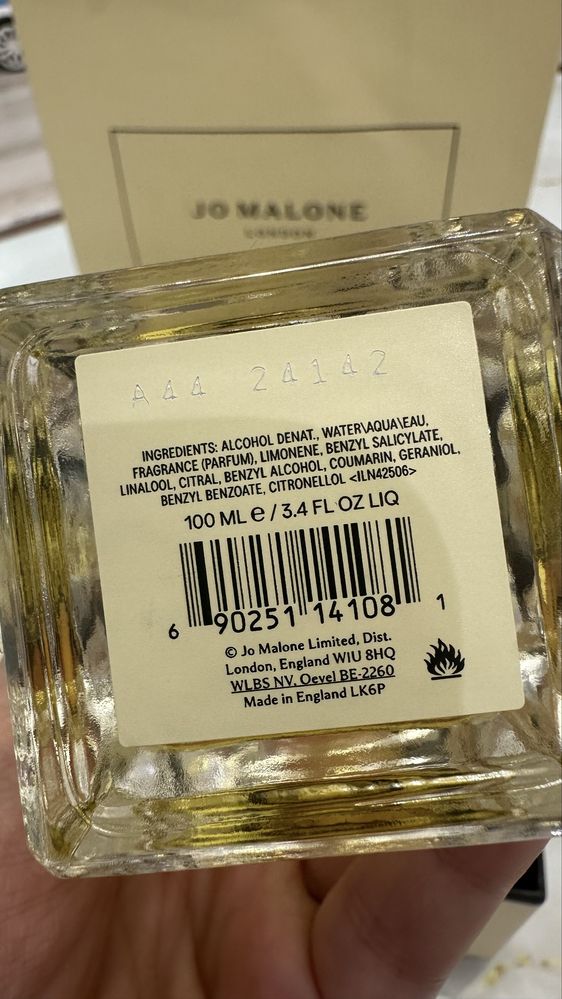 JO MALONE
LONDON
A44 24142
INGREDIENTS: ALCOHOL DENAT., WATER\AQUA\EAU,
FRAGRANCE (PARFUM), LIMONENE, BENZYL SALICYLATE,
LINALOOL, CITRAL, BENZYL ALCOHOL, COUMARIN, GERANIOL,
BENZYL BENZOATE, CITRONELLOL <ILN42506>
100 ML e / 3.4 FL OZ LIQ
6 90251 14108 1
© Jo Malone Limited, Dist.
London, England W1U 8HQ
WLBS NV, Oevel BE-2260
Made in England LK6P